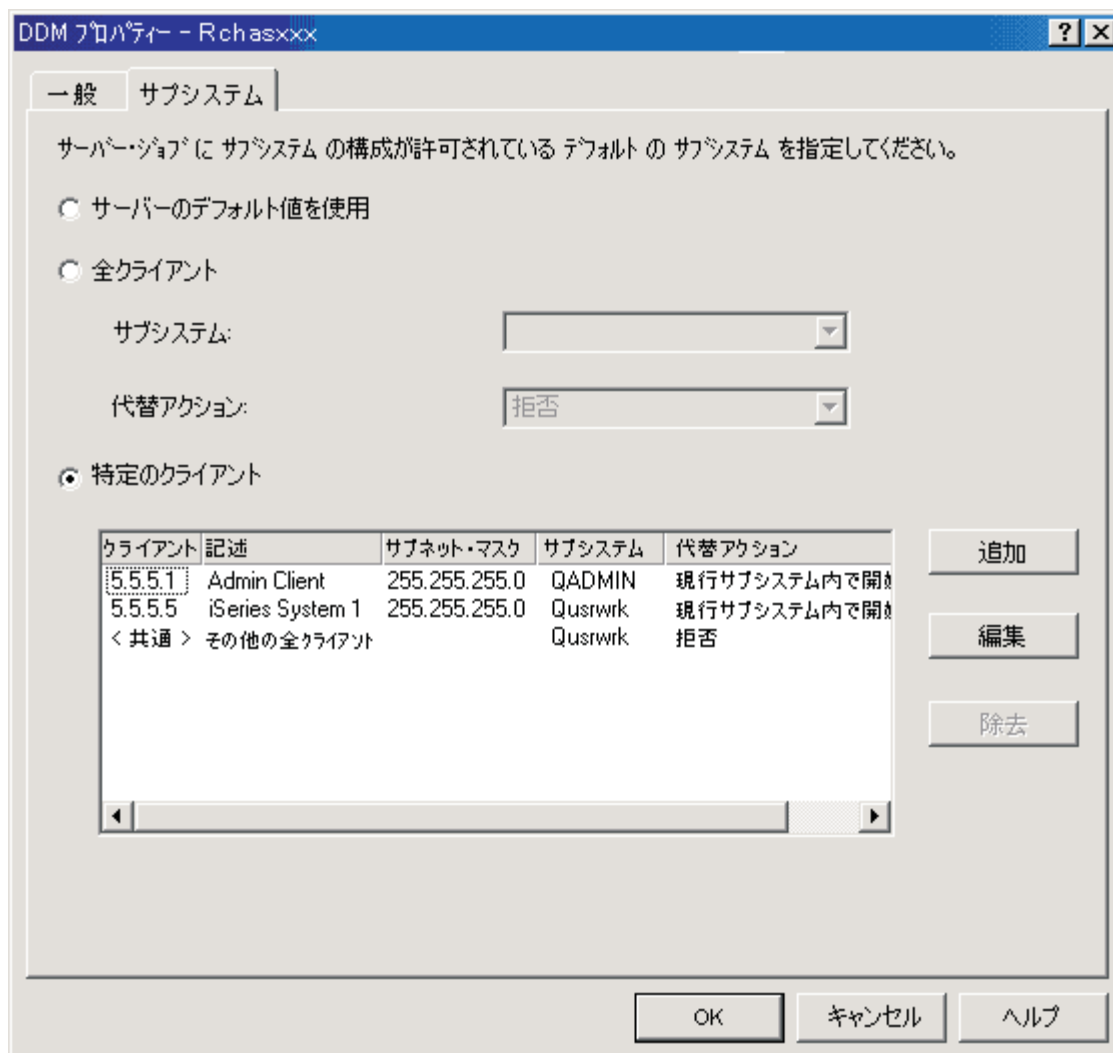 DDM プロパティー - Rchasxxx
一般 サブシステム
サーバー・ジョブ に サブシステム の構成が許可されている デフォルト の サブシステム を指定してください。
サーバーのデフォルト値を使用
全クライアント
サブシステム:
代替アクション: 拒否
特定のクライアント
クライアント 記述 サブネット・マスク サブシステム 代替アクション
5.5.5.1 Admin Client 255.255.255.0 QADMIN 現行サブシステム内で開始
5.5.5.5 iSeries System 1 255.255.255.0 Qusrwrk 現行サブシステム内で開始
< 共通 > その他の全クライアント Qusrwrk 拒否
追加
編集
除去
OK キャンセル ヘルプ